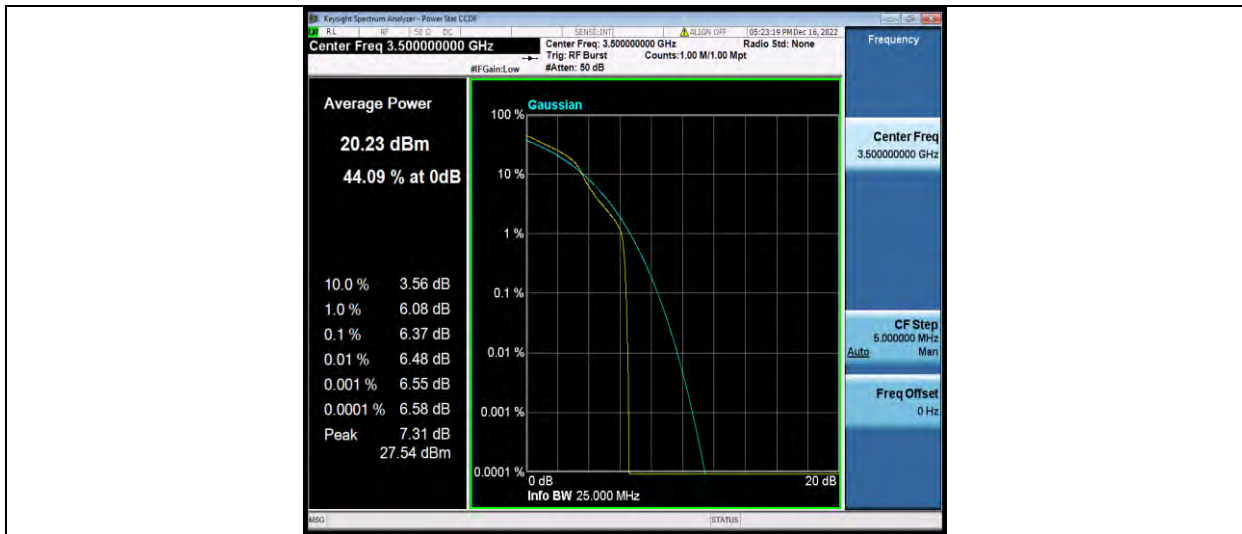 Keysight Spectrum Analyzer - Power Stat CCDF
RL RF 50 Ω DC SENSE:INT ALIGN OFF 05:23:19 PM Dec 16, 2022
Center Freq 3.500000000 GHz
Center Freq: 3.500000000 GHz Radio Std: None
Trig: RF Burst Counts:1.00 M/1.00 Mpt
#IFGain:Low #Atten: 50 dB
Frequency
Average Power
20.23 dBm
44.09 % at 0dB
10.0 % 3.56 dB
1.0 % 6.08 dB
0.1 % 6.37 dB
0.01 % 6.48 dB
0.001 % 6.55 dB
0.0001 % 6.58 dB
Peak 7.31 dB
27.54 dBm
Gaussian
100 %
10 %
1 %
0.1 %
0.01 %
0.001 %
0.0001 %
0 dB 20 dB
Info BW 25.000 MHz
Center Freq
3.500000000 GHz
CF Step
5.000000 MHz
Auto Man
Freq Offset
0 Hz
MSG STATUS